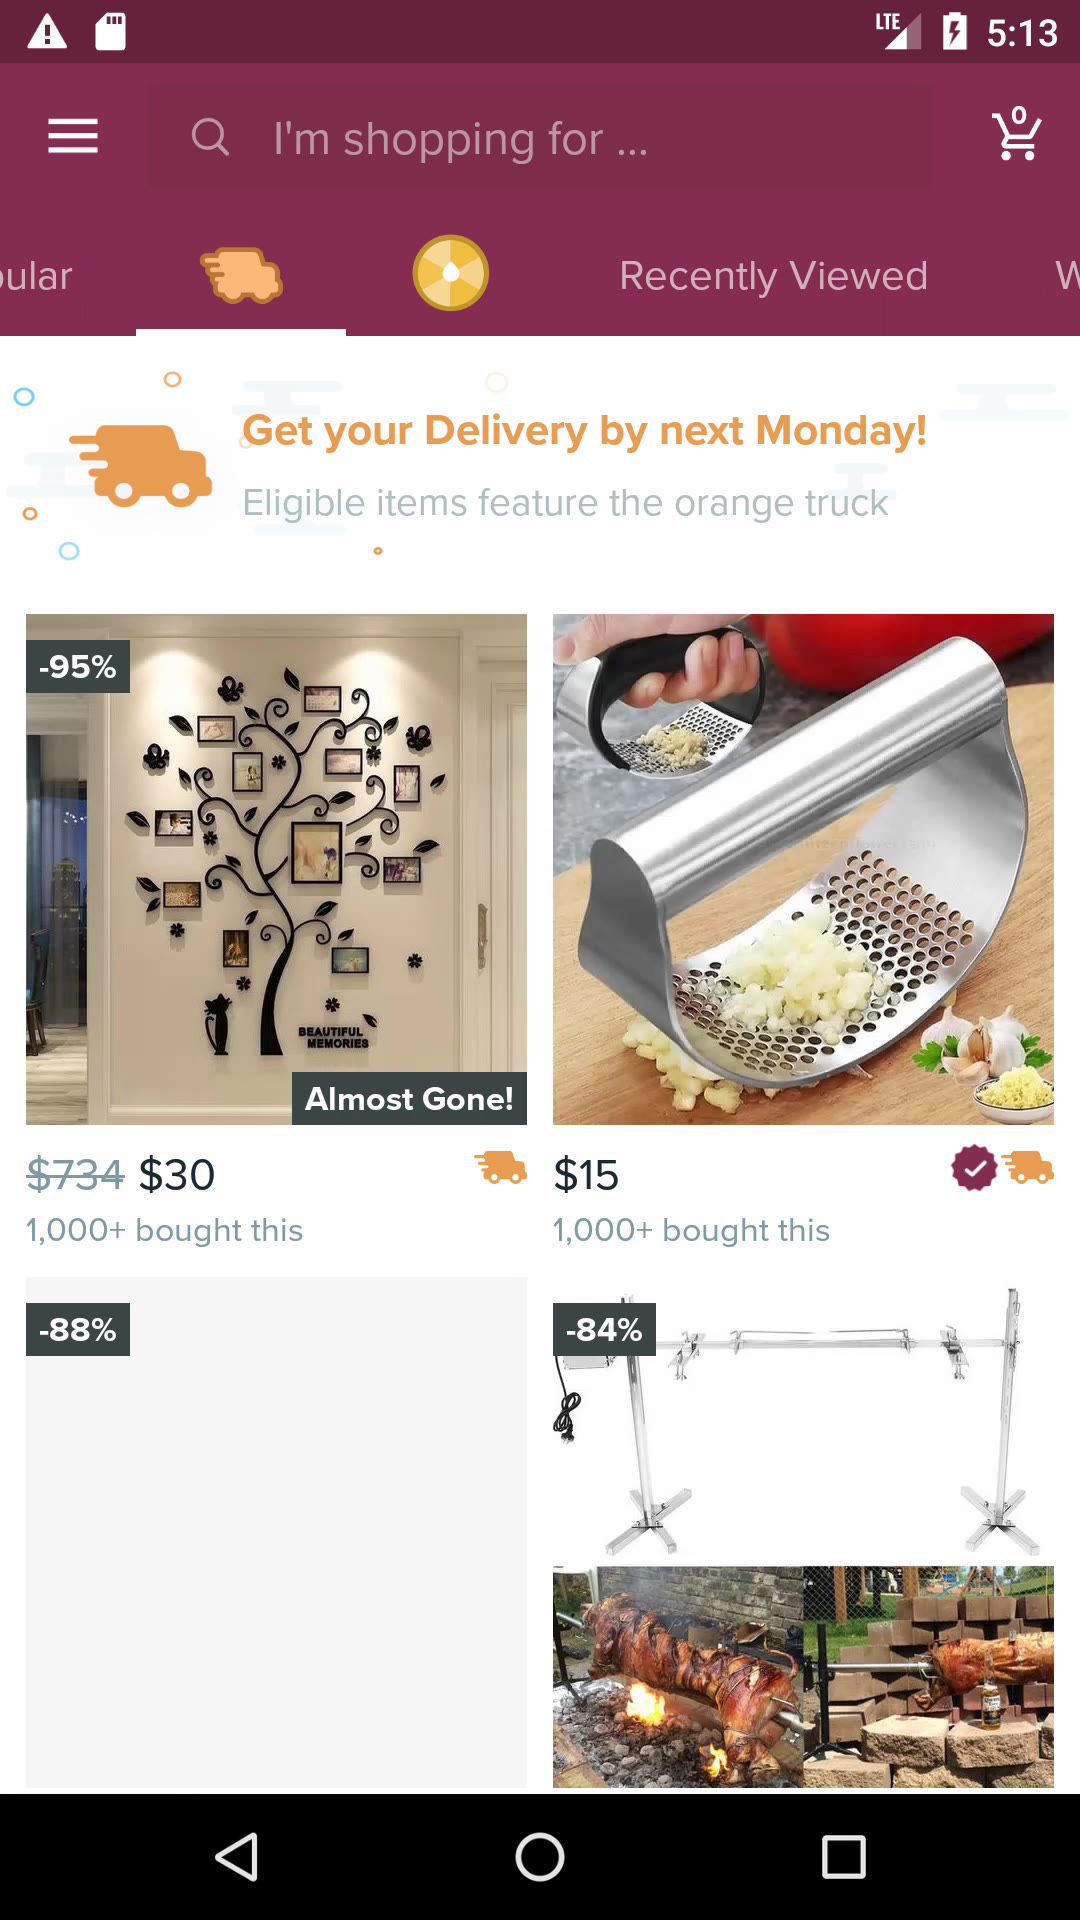 LTE 5:13
I'm shopping for ...
0
ular
Recently Viewed
W
Get your Delivery by next Monday!
Eligible items feature the orange truck
-95%
BEAUTIFUL
MEMORIES
Almost Gone!
$734 $30
$15
1,000+ bought this
1,000+ bought this
-88%
-84%